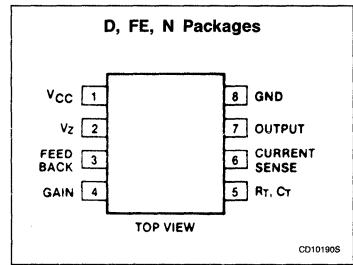 D, FE, N Packages
VCC 1
8 GND
VZ 2
7 OUTPUT
FEED
BACK 3
6 CURRENT
SENSE
GAIN 4
5 RT, CT
TOP VIEW
CD10190S